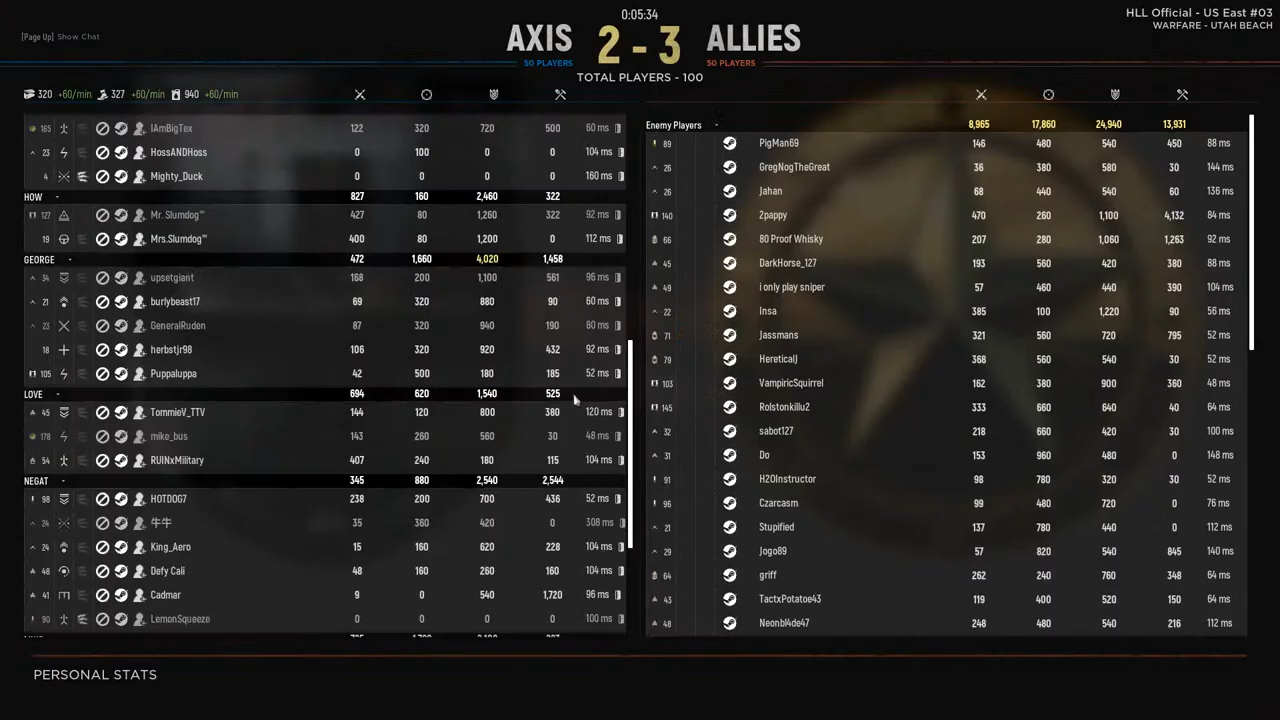 0:05:34
HLL Official - US East #03
WARFARE - UTAH BEACH
[Page Up] Show Chat
AXIS 2 - 3 ALLIES
50 PLAYERS 50 PLAYERS
TOTAL PLAYERS - 100
320 +60/min 327 +60/min 940 +60/min
165 IAmBigTex 122 320 720 500 60 ms
23 HossANDHoss 0 100 0 0 104 ms
4 Mighty_Duck 0 0 0 0 160 ms
HOW - 827 160 2,460 322
127 Mr. Slumdog™ 427 80 1,260 322 92 ms
19 Mrs.Slumdog™ 400 80 1,200 0 112 ms
GEORGE - 472 1,660 4,020 1,458
34 upsetgiant 168 200 1,100 561 96 ms
21 burlybeast17 69 320 880 90 60 ms
23 GeneralRuden 87 320 940 190 80 ms
18 herbstjr98 106 320 920 432 92 ms
105 Puppaluppa 42 500 180 185 52 ms
LOVE - 694 620 1,540 525
45 TommieV_TTV 144 120 800 380 120 ms
178 mike_bus 143 260 560 30 48 ms
54 RUINxMilitary 407 240 180 115 104 ms
NEGAT - 345 880 2,540 2,544
98 HOTDOG7 238 200 700 436 52 ms
24 牛牛 35 360 420 0 308 ms
24 King_Aero 15 160 620 228 104 ms
48 Defy Cali 48 160 260 160 104 ms
41 Cadmar 9 0 540 1,720 96 ms
90 LemonSqueeze 0 0 0 0 100 ms
Enemy Players - 8,965 17,860 24,940 13,931
89 PigMan69 146 480 540 450 88 ms
26 GregNogTheGreat 36 380 580 30 144 ms
26 Jahan 68 440 540 60 136 ms
140 2pappy 470 260 1,100 4,132 84 ms
66 80 Proof Whisky 207 280 1,060 1,263 92 ms
45 DarkHorse_127 193 560 420 380 88 ms
49 i only play sniper 57 460 440 390 104 ms
22 Insa 385 100 1,220 90 56 ms
71 Jassmans 321 560 720 795 52 ms
79 HereticalJ 368 560 540 30 52 ms
103 VampiricSquirrel 162 380 900 360 48 ms
145 Rolstonkillu2 333 660 640 40 64 ms
32 sabot127 218 660 420 30 100 ms
31 Do 153 960 480 0 148 ms
91 H2OInstructor 98 780 320 30 52 ms
96 Czarcasm 99 480 720 0 76 ms
21 Stupified 137 780 440 0 112 ms
29 Jogo89 57 820 540 845 140 ms
64 griff 262 240 760 348 64 ms
43 TactxPotatoe43 119 400 520 150 64 ms
48 Neonbl4de47 248 480 540 216 112 ms
PERSONAL STATS